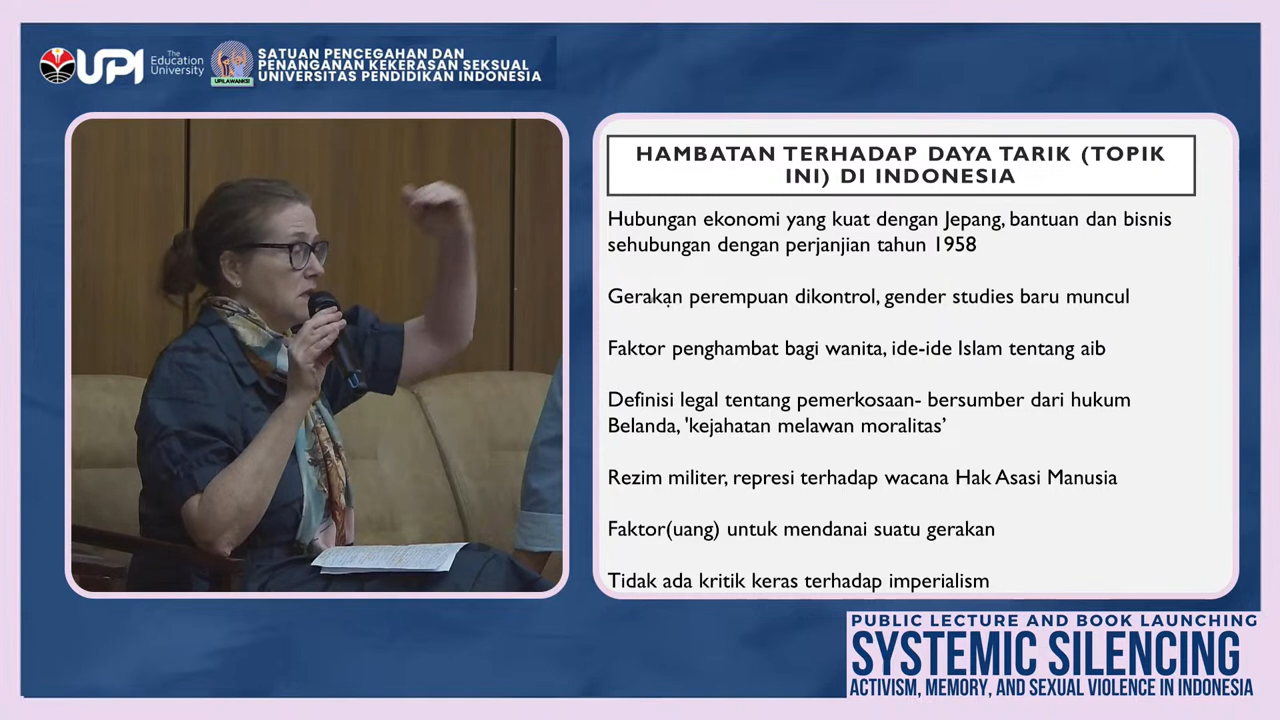 UPI
The
Education
University
UPILAWANKS!
SATUAN PENCEGAHAN DAN
PENANGANAN KEKERASAN SEKSUAL
UNIVERSITAS PENDIDIKAN INDONESIA
HAMBATAN TERHADAP DAYA TARIK (TOPIK
INI) DI INDONESIA
Hubungan ekonomi yang kuat dengan Jepang, bantuan dan bisnis
sehubungan dengan perjanjian tahun 1958
Gerakan perempuan dikontrol, gender studies baru muncul
Faktor penghambat bagi wanita, ide-ide Islam tentang aib
Definisi legal tentang pemerkosaan- bersumber dari hukum
Belanda, 'kejahatan melawan moralitas’
Rezim militer, represi terhadap wacana Hak Asasi Manusia
Faktor(uang) untuk mendanai suatu gerakan
Tidak ada kritik keras terhadap imperialism
PUBLIC LECTURE AND BOOK LAUNCHING
SYSTEMIC SILENCING
ACTIVISM, MEMORY, AND SEXUAL VIOLENCE IN INDONESIA